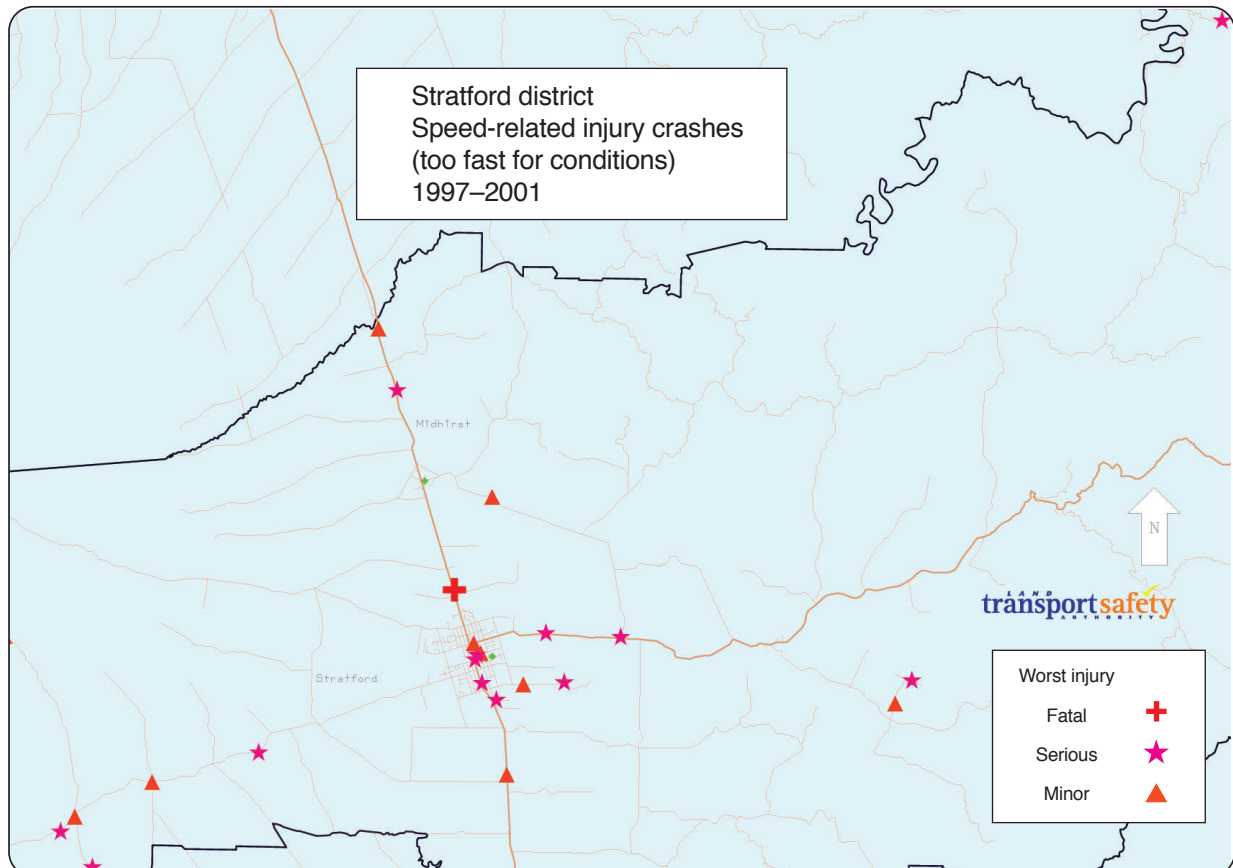 Stratford district
Speed-related injury crashes
(too fast for conditions)
1997–2001
Midhirst
N
LAND
transport safety
AUTHORITY
Stratford
Worst injury
Fatal
Serious
Minor